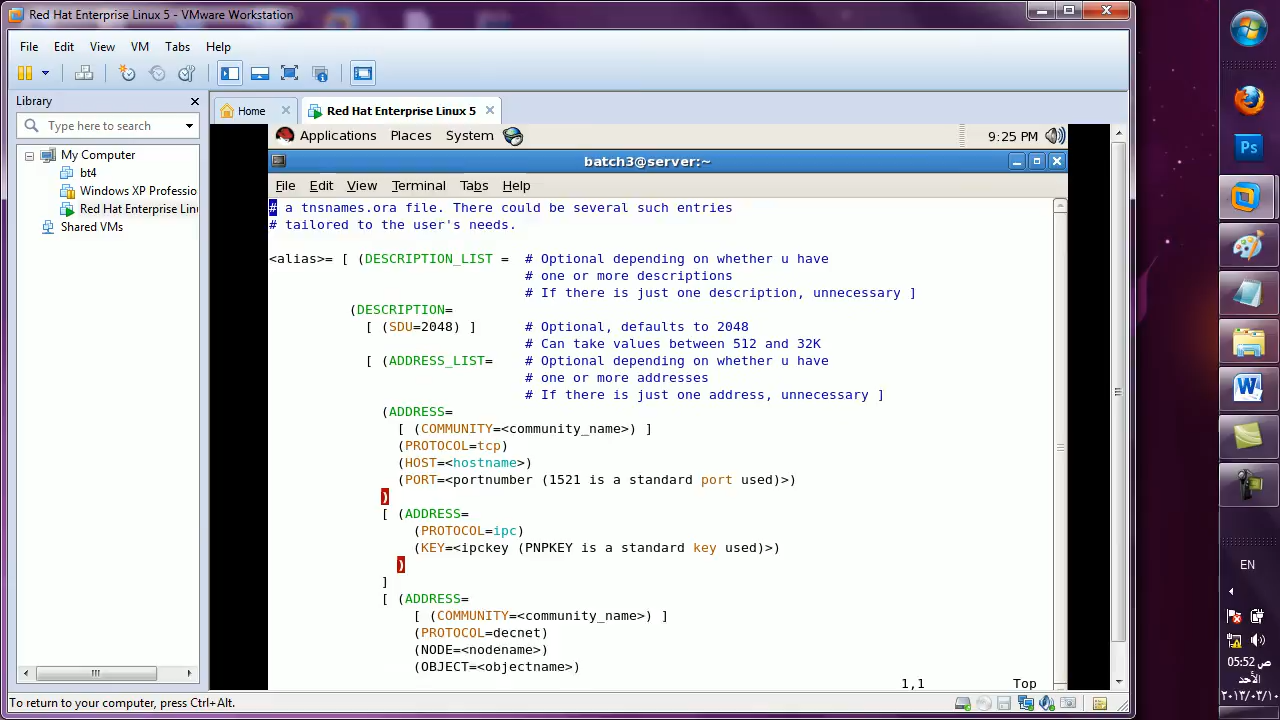 Red Hat Enterprise Linux 5 - VMware Workstation
File Edit View VM Tabs Help
Library
Type here to search
My Computer
bt4
Windows XP Professio
Red Hat Enterprise Lin
Shared VMs
Home
Red Hat Enterprise Linux 5
Applications Places System
9:25 PM
batch3@server:~
File Edit View Terminal Tabs Help
# a tnsnames.ora file. There could be several such entries
# tailored to the user's needs.
<alias>= [ (DESCRIPTION_LIST = # Optional depending on whether u have
# one or more descriptions
# If there is just one description, unnecessary ]
(DESCRIPTION=
[ (SDU=2048) ] # Optional, defaults to 2048
# Can take values between 512 and 32K
[ (ADDRESS_LIST= # Optional depending on whether u have
# one or more addresses
# If there is just one address, unnecessary ]
(ADDRESS=
[ (COMMUNITY=<community_name>) ]
(PROTOCOL=tcp)
(HOST=<hostname>)
(PORT=<portnumber (1521 is a standard port used)>)
)
[ (ADDRESS=
(PROTOCOL=ipc)
(KEY=<ipckey (PNPKEY is a standard key used)>)
)
]
[ (ADDRESS=
[ (COMMUNITY=<community_name>) ]
(PROTOCOL=decnet)
(NODE=<nodename>)
(OBJECT=<objectname>)
1,1 Top
To return to your computer, press Ctrl+Alt.
Ps
W
EN
05:52 ص
الأحد
٢٠١٣/٠٣/١٠